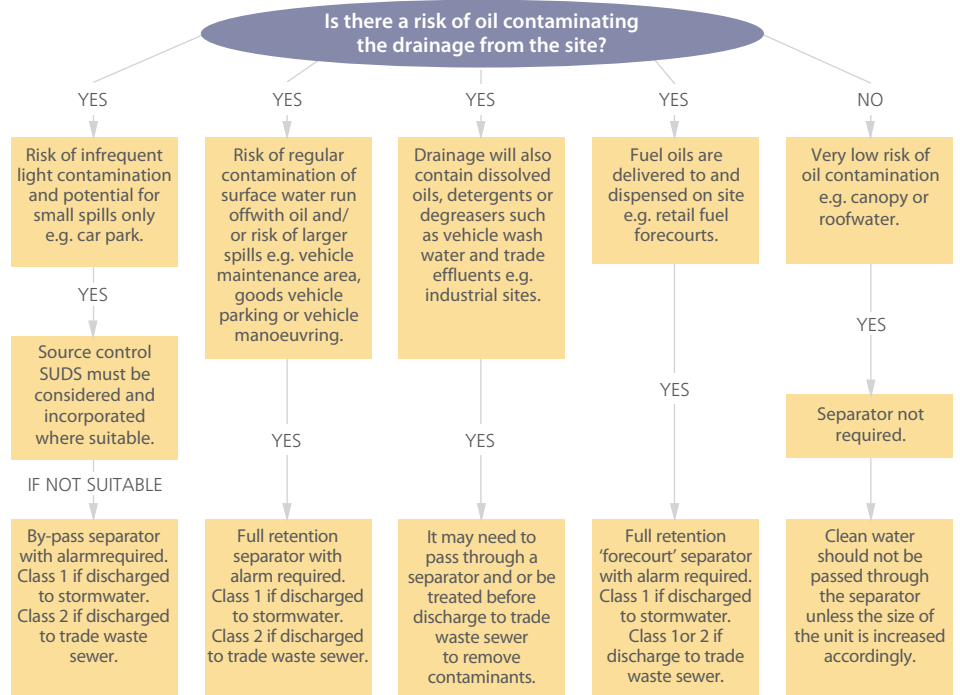 Is there a risk of oil contaminating
the drainage from the site?
YES
YES
YES
YES
NO
Risk of infrequent
light contamination
and potential for
small spills only
e.g. car park.
Risk of regular
contamination of
surface water run
offwith oil and/
or risk of larger
spills e.g. vehicle
maintenance area,
goods vehicle
parking or vehicle
manoeuvring.
Drainage will also
contain dissolved
oils, detergents or
degreasers such
as vehicle wash
water and trade
effluents e.g.
industrial sites.
Fuel oils are
delivered to and
dispensed on site
e.g. retail fuel
forecourts.
Very low risk of
oil contamination
e.g. canopy or
roofwater.
YES
Source control
SUDS must be
considered and
incorporated
where suitable.
YES
YES
YES
YES
Separator not
required.
IF NOT SUITABLE
By-pass separator
with alarmrequired.
Class 1 if discharged
to stormwater.
Class 2 if discharged
to trade waste
sewer.
Full retention
separator with
alarm required.
Class 1 if discharged
to stormwater.
Class 2 if discharged
to trade waste sewer.
It may need to
pass through a
separator and or be
treated before
discharge to trade
waste sewer
to remove
contaminants.
Full retention
‘forecourt’ separator
with alarm required.
Class 1 if discharged
to stormwater.
Class 1or 2 if
discharge to trade
waste sewer.
Clean water
should not be
passed through
the separator
unless the size of
the unit is increased
accordingly.